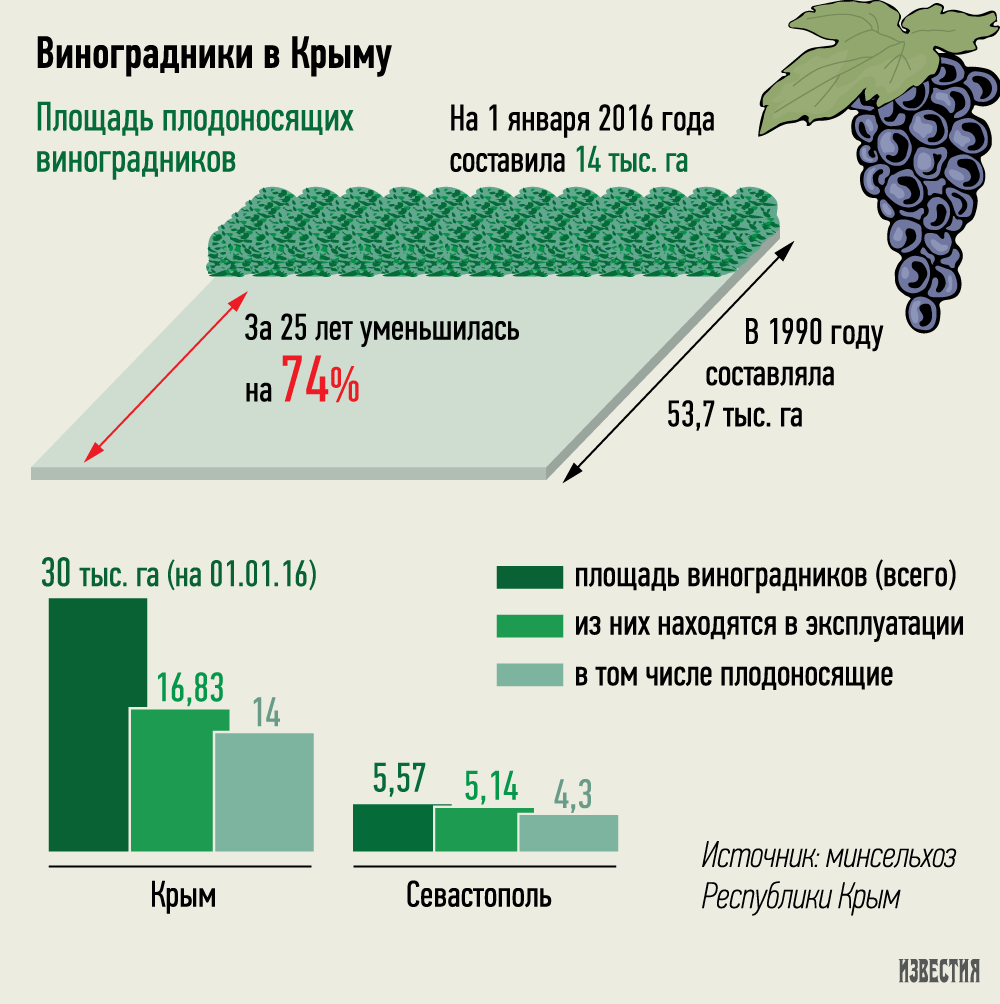 Виноградники в Крыму
Площадь плодоносящих
виноградников
На 1 января 2016 года
составила 14 тыс. га
За 25 лет уменьшилась
на 74%
В 1990 году
составляла
53,7 тыс. га
30 тыс. га (на 01.01.16)
16,83
14
5,57
5,14
4,3
площадь виноградников (всего)
из них находятся в эксплуатации
в том числе плодоносящие
Крым
Севастополь
Источник: минсельхоз
Республики Крым
ИЗВЕСТИЯ